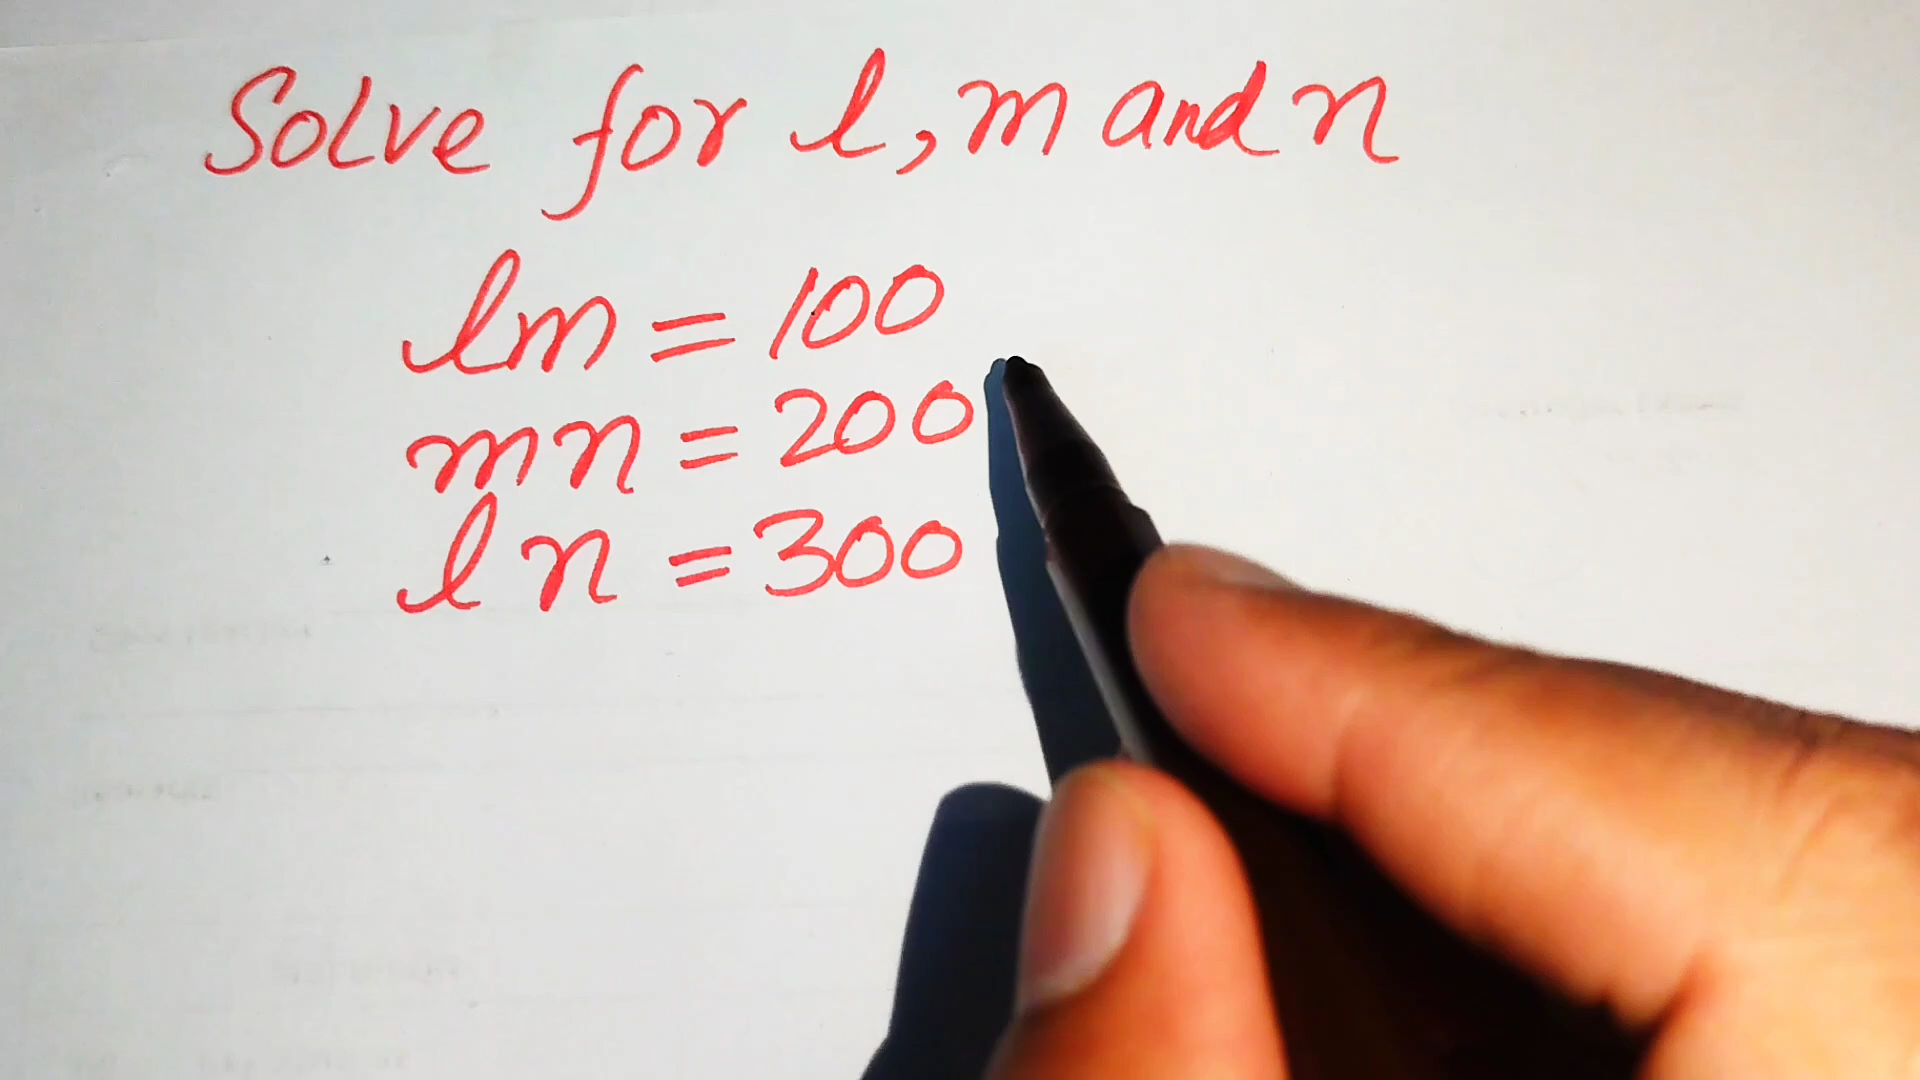 Solve for l, m and n
lm = 100
mn = 200
ln = 300